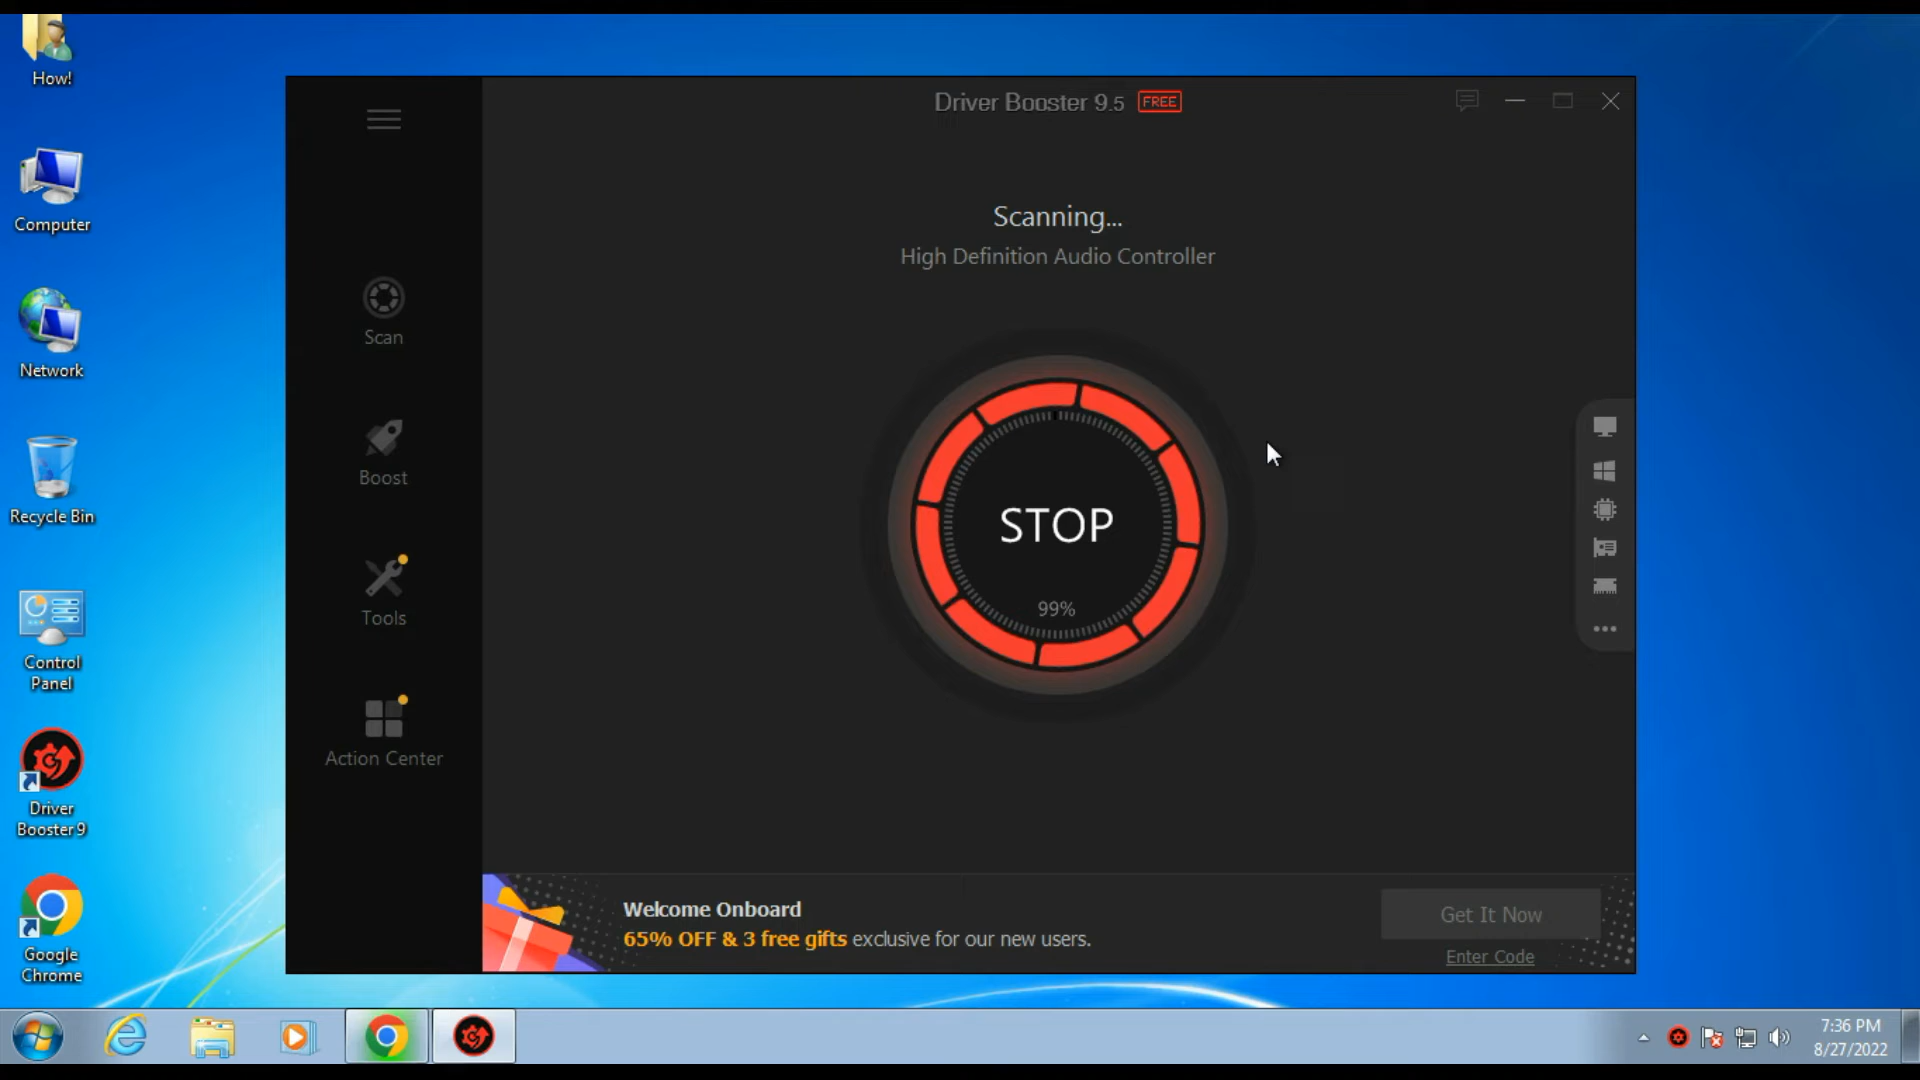 How!
Computer
Network
Recycle Bin
Control
Panel
Driver
Booster 9
Google
Chrome
Driver Booster 9.5 FREE
Scan
Boost
Tools
Action Center
Scanning...
High Definition Audio Controller
STOP
99%
Welcome Onboard
65% OFF & 3 free gifts exclusive for our new users.
Get It Now
Enter Code
7:36 PM
8/27/2022